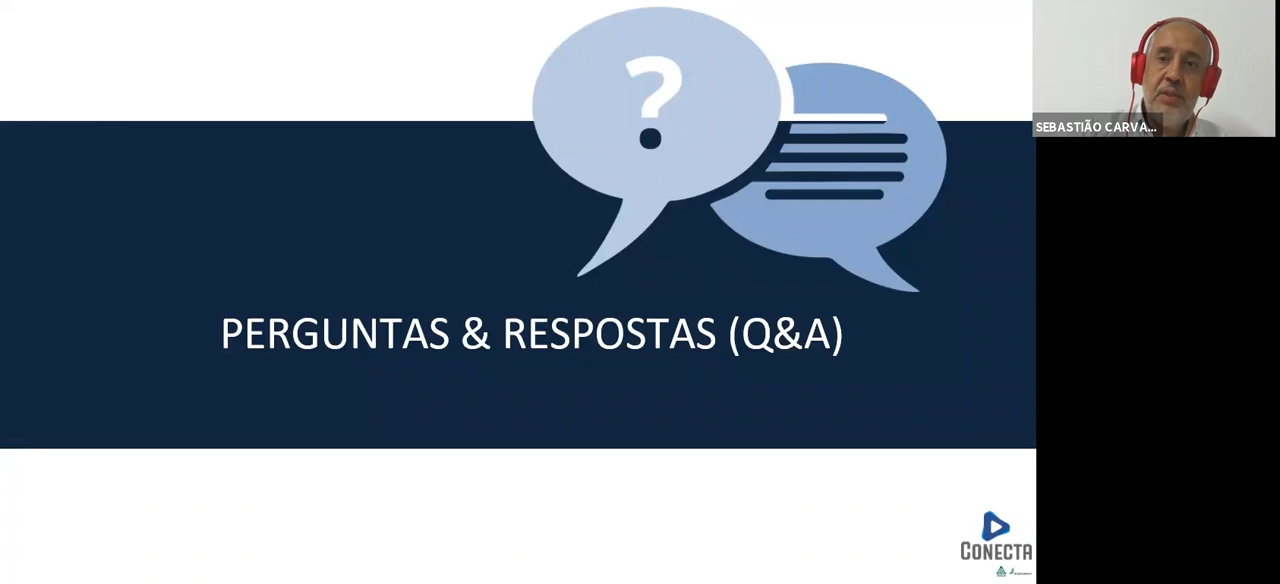 ?
SEBASTIÃO CARVA...
PERGUNTAS & RESPOSTAS (Q&A)
CONECTA